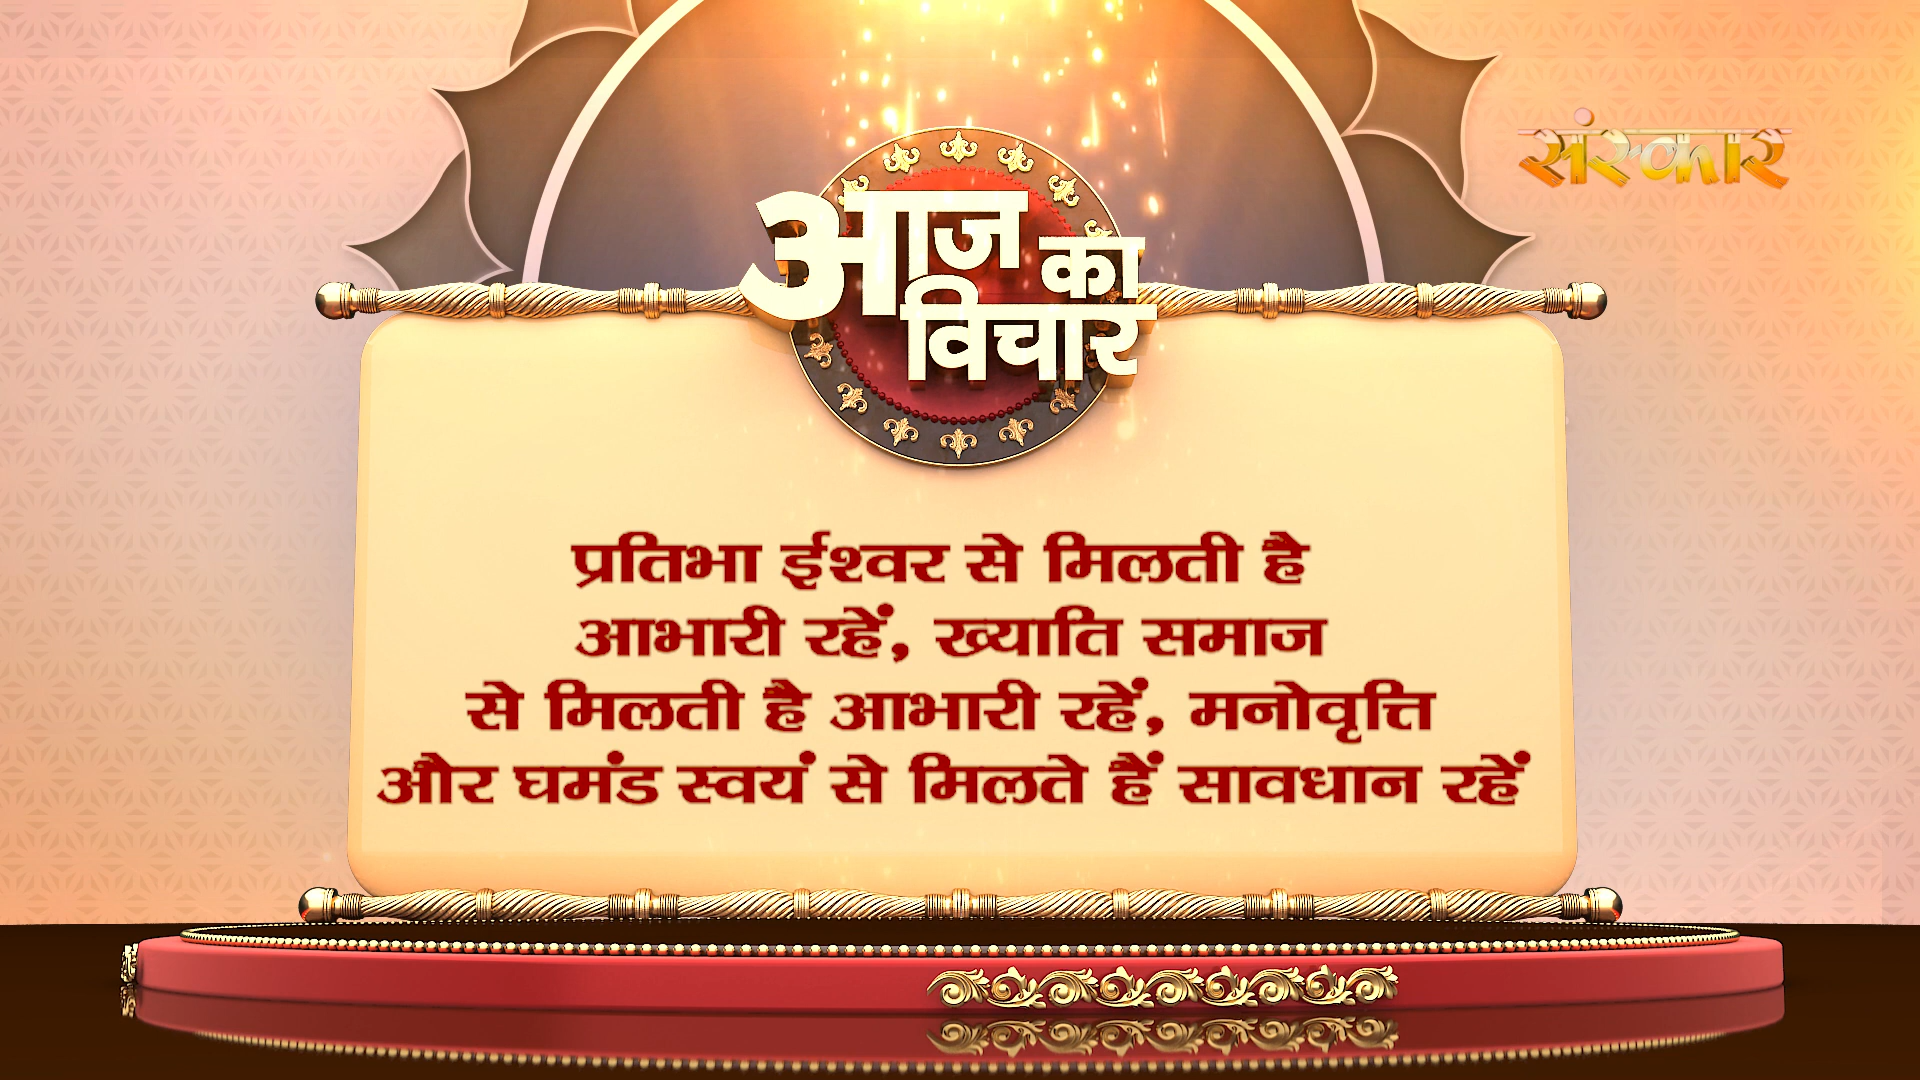 संस्कार
आज का
विचार
प्रतिभा ईश्वर से मिलती है
आभारी रहें, ख्याति समाज
से मिलती है आभारी रहें, मनोवृत्ति
और घमंड स्वयं से मिलते हैं सावधान रहें